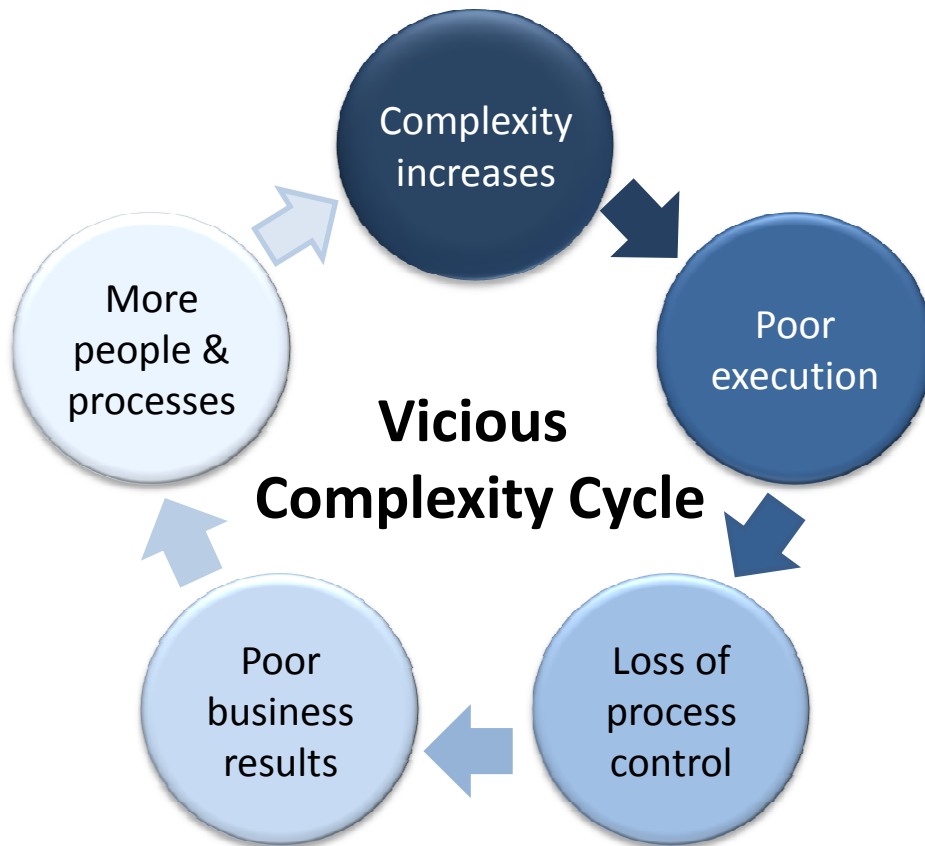 Complexity
increases
Poor
execution
Loss of
process
control
Poor
business
results
More
people &
processes
Vicious
Complexity Cycle